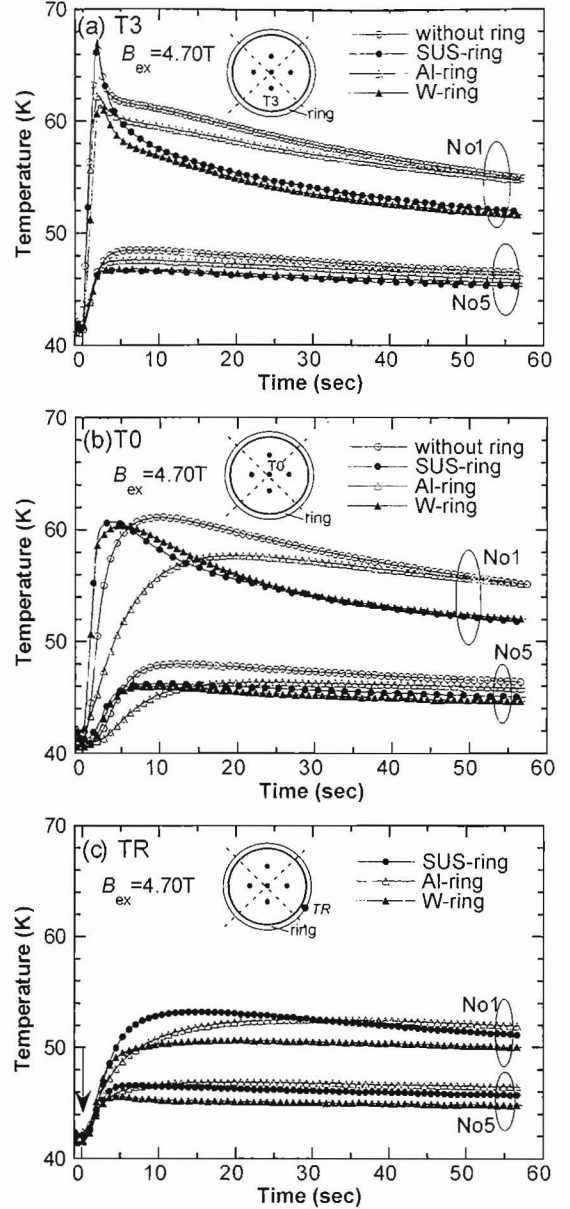 (a) T3
B_ex=4.70T
T3
ring
without ring
SUS-ring
Al-ring
W-ring
No1
No5
Temperature (K)
70
60
50
40
0 10 20 30 40 50 60
Time (sec)
(b)T0
B_ex=4.70T
T0
ring
without ring
SUS-ring
Al-ring
W-ring
No1
No5
Temperature (K)
70
60
50
40
0 10 20 30 40 50 60
Time (sec)
(c) TR
B_ex=4.70T
TR
ring
SUS-ring
Al-ring
W-ring
No1
No5
Temperature (K)
70
60
50
40
0 10 20 30 40 50 60
Time (sec)